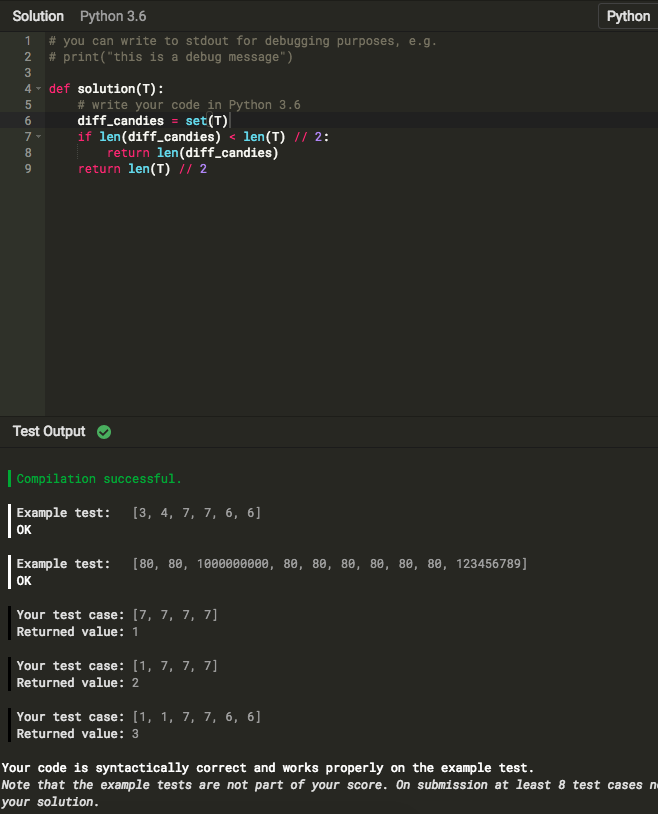 Solution Python 3.6 Python
1 # you can write to stdout for debugging purposes, e.g.
2 # print("this is a debug message")
3
4 def solution(T):
5     # write your code in Python 3.6
6     diff_candies = set(T)
7     if len(diff_candies) < len(T) // 2:
8         return len(diff_candies)
9     return len(T) // 2
Test Output
Compilation successful.
Example test: [3, 4, 7, 7, 6, 6]
OK
Example test: [80, 80, 1000000000, 80, 80, 80, 80, 80, 80, 123456789]
OK
Your test case: [7, 7, 7, 7]
Returned value: 1
Your test case: [1, 7, 7, 7]
Returned value: 2
Your test case: [1, 1, 7, 7, 6, 6]
Returned value: 3
Your code is syntactically correct and works properly on the example test.
Note that the example tests are not part of your score. On submission at least 8 test cases
your solution.